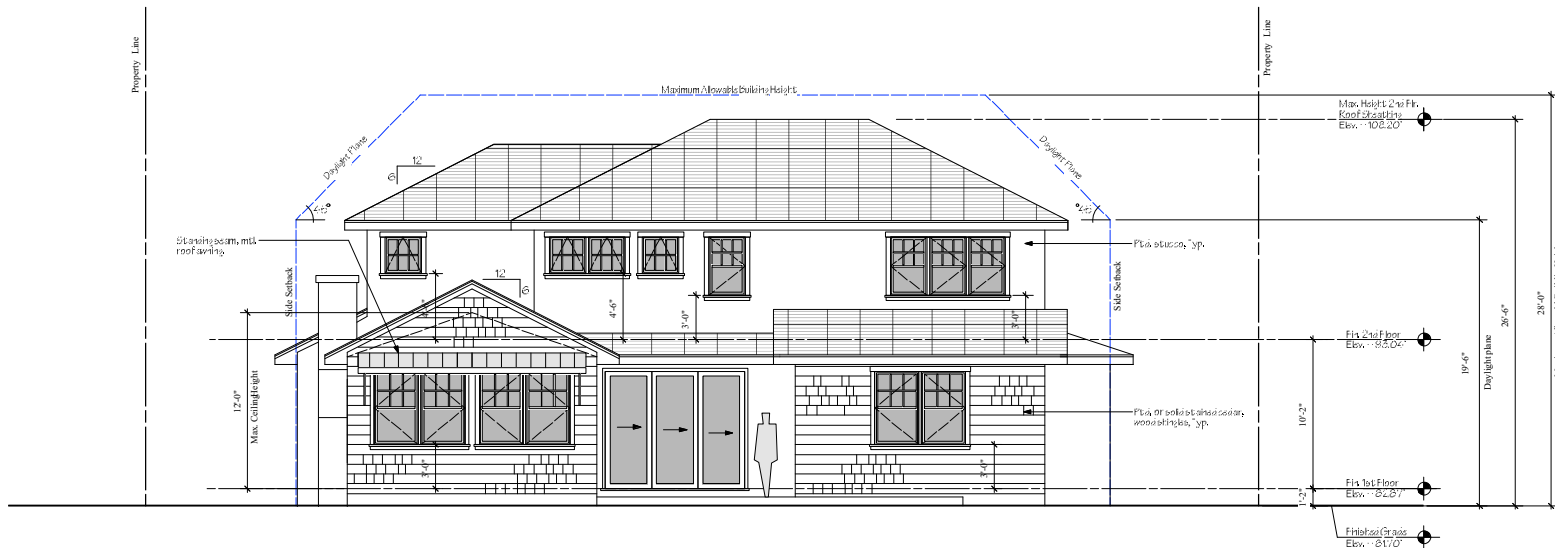 Property Line
Property Line
Maximum Allowable Building Height
Max. Height 2nd Flr.
Roof Sheathing
Elev. +108.20'
Daylight Plane
Daylight Plane
12
6
45°
45°
Standing seam, mtl.
roof awning.
Ptd. stucco, Typ.
12
6
Side Setback
Side Setback
4'-6"
3'-0"
3'-0"
26'-6"
28'-0"
Fin. 2nd Floor
Elev. +93.04'
19'-6"
Daylight plane
12'-0"
Max. Ceiling Height
Ptd. or solid stained cedar,
wood shingles, Typ.
10'-2"
3'-0"
3'-0"
Fin. 1st Floor
Elev. +82.87'
1'-2"
Finished Grade
Elev. +81.70'